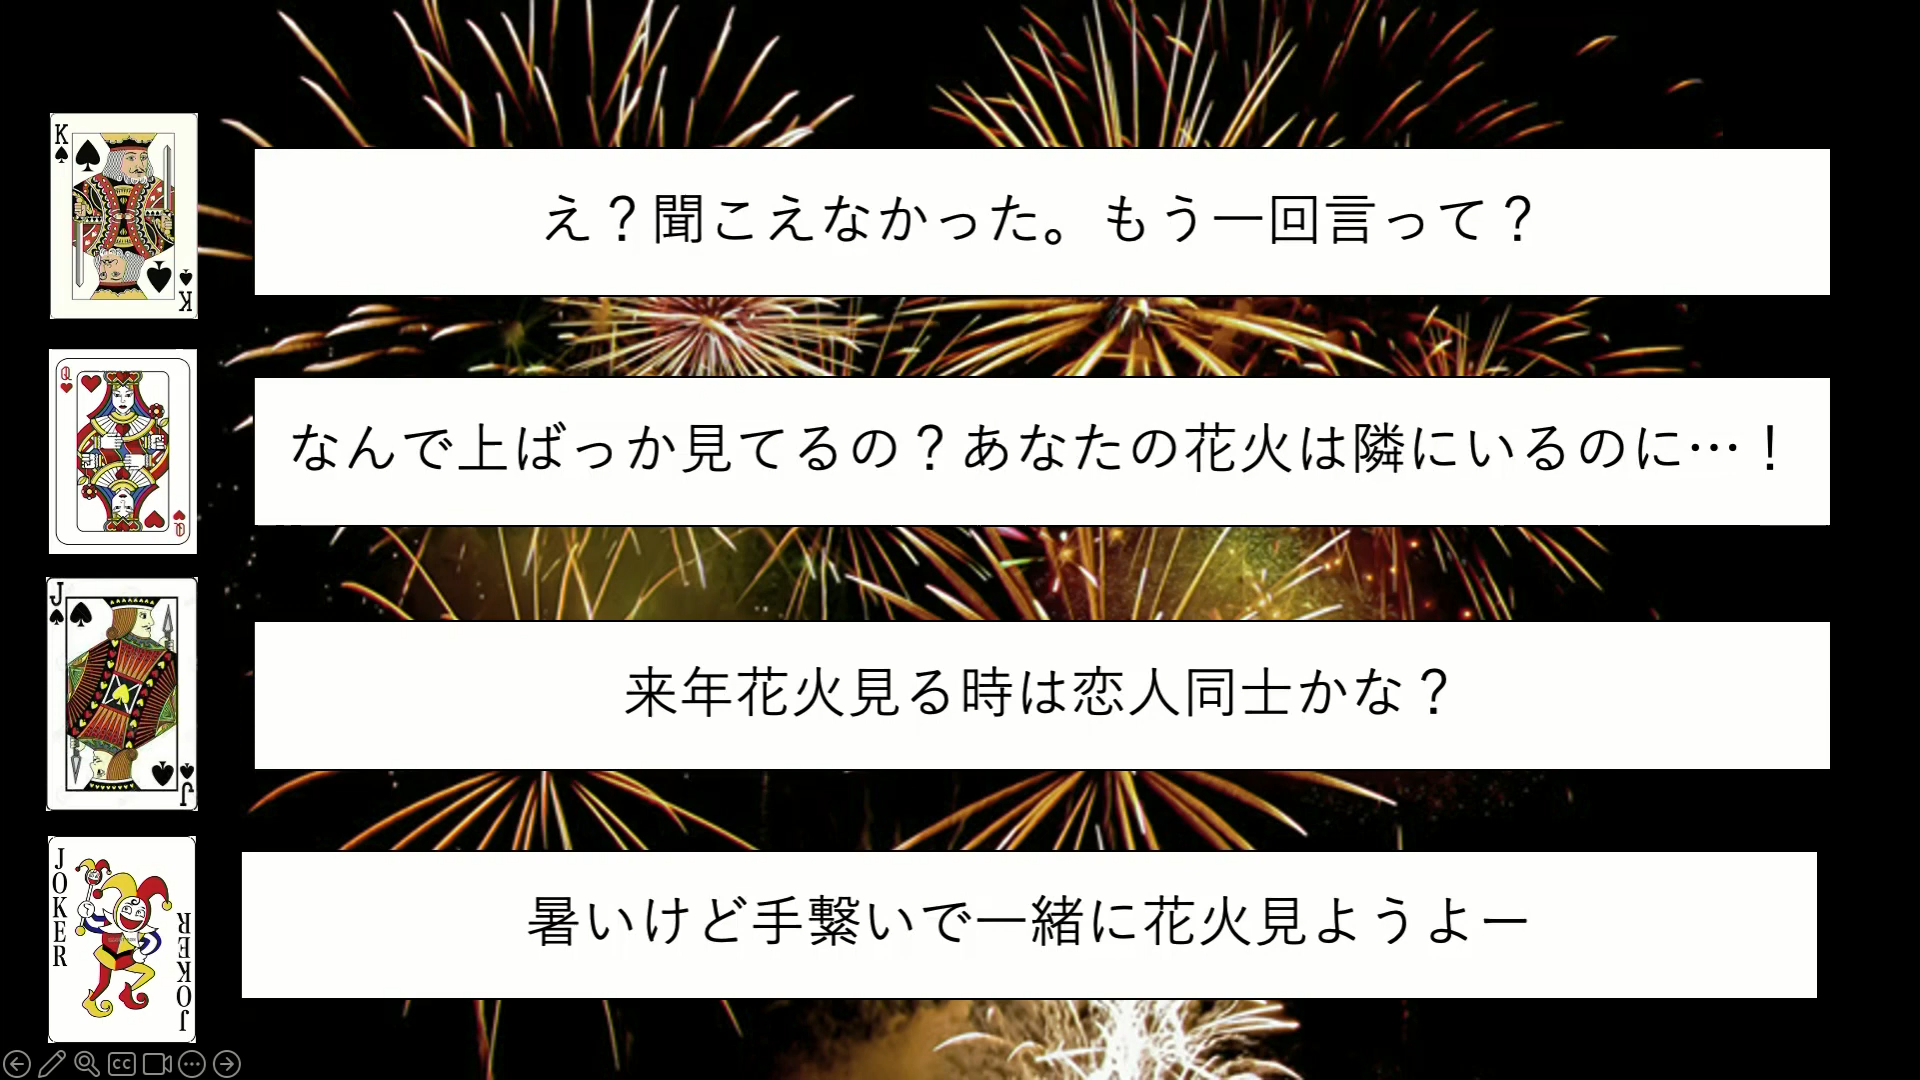 K
え？聞こえなかった。もう一回言って？
K
Q
なんで上ばっか見てるの？あなたの花火は隣にいるのに…！
Q
J
来年花火見る時は恋人同士かな？
J
JOKER
暑いけど手繋いで一緒に花火見ようよー
JOKER
CC